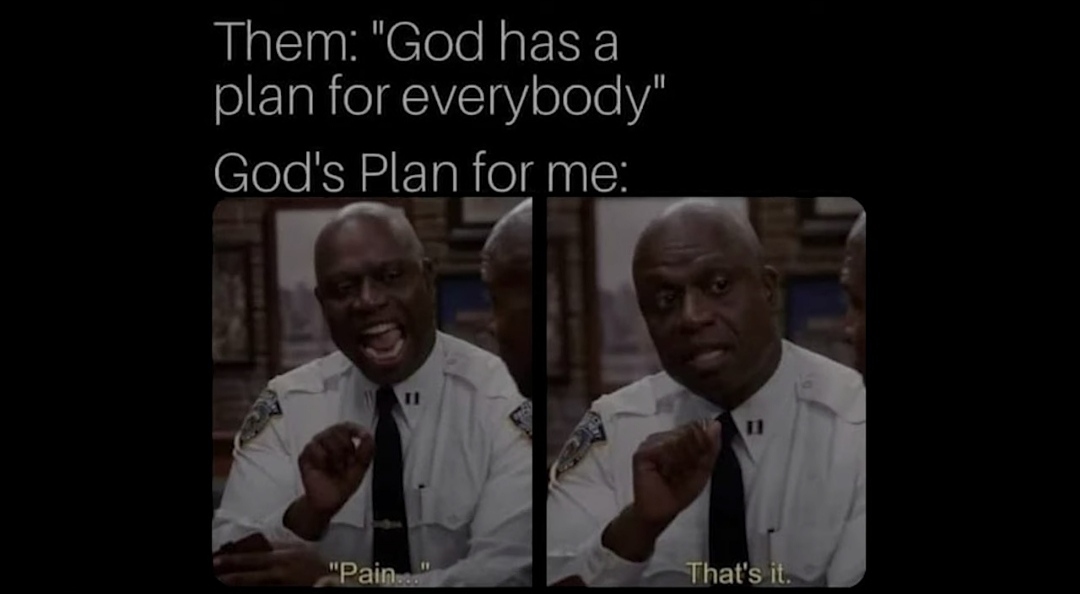 Them: "God has a
plan for everybody"
God's Plan for me:
"Pain..."
That's it.